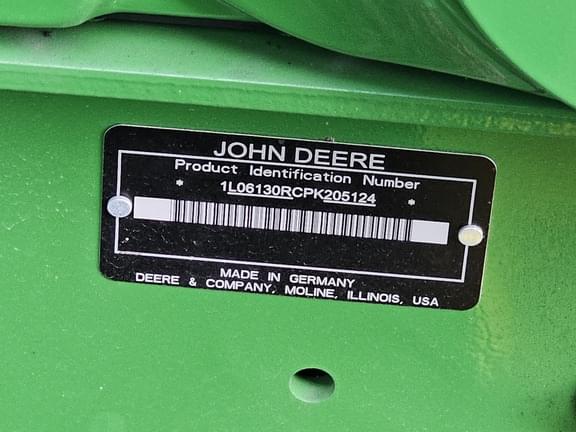 JOHN DEERE
Product Identification Number
* 1L06130RCPK205124 *
MADE IN GERMANY
DEERE & COMPANY, MOLINE, ILLINOIS, USA